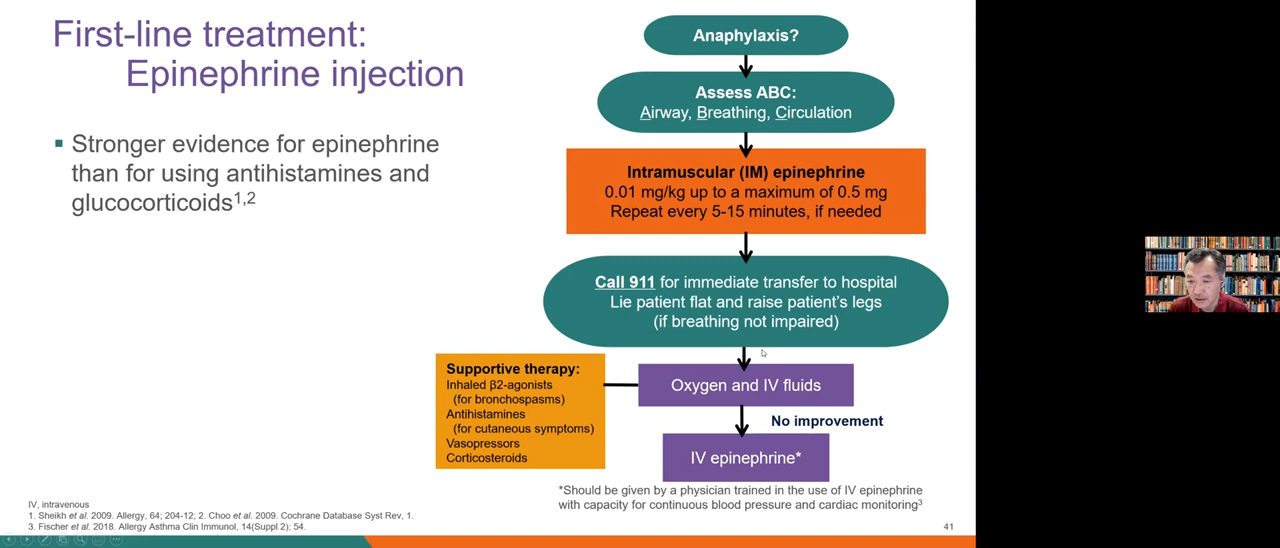 First-line treatment:
Epinephrine injection
▪ Stronger evidence for epinephrine
than for using antihistamines and
glucocorticoids1,2
Anaphylaxis?
Assess ABC:
Airway, Breathing, Circulation
Intramuscular (IM) epinephrine
0.01 mg/kg up to a maximum of 0.5 mg
Repeat every 5-15 minutes, if needed
Call 911 for immediate transfer to hospital
Lie patient flat and raise patient's legs
(if breathing not impaired)
Supportive therapy:
Inhaled β2-agonists
(for bronchospasms)
Antihistamines
(for cutaneous symptoms)
Vasopressors
Corticosteroids
Oxygen and IV fluids
No improvement
IV epinephrine*
*Should be given by a physician trained in the use of IV epinephrine
with capacity for continuous blood pressure and cardiac monitoring3
IV, intravenous
1. Sheikh et al. 2009. Allergy, 64; 204-12; 2. Choo et al. 2009. Cochrane Database Syst Rev, 1.
3. Fischer et al. 2018. Allergy Asthma Clin Immunol, 14(Suppl 2); 54.
41